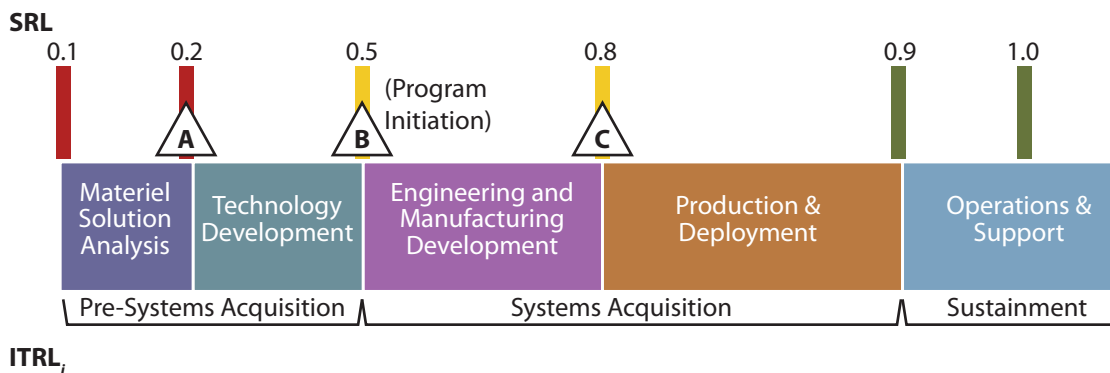 SRL
0.1 0.2 0.5 0.8 0.9 1.0
(Program
Initiation)
A B C
Materiel
Solution
Analysis
Technology
Development
Engineering and
Manufacturing
Development
Production &
Deployment
Operations &
Support
Pre-Systems Acquisition Systems Acquisition Sustainment
ITRLi